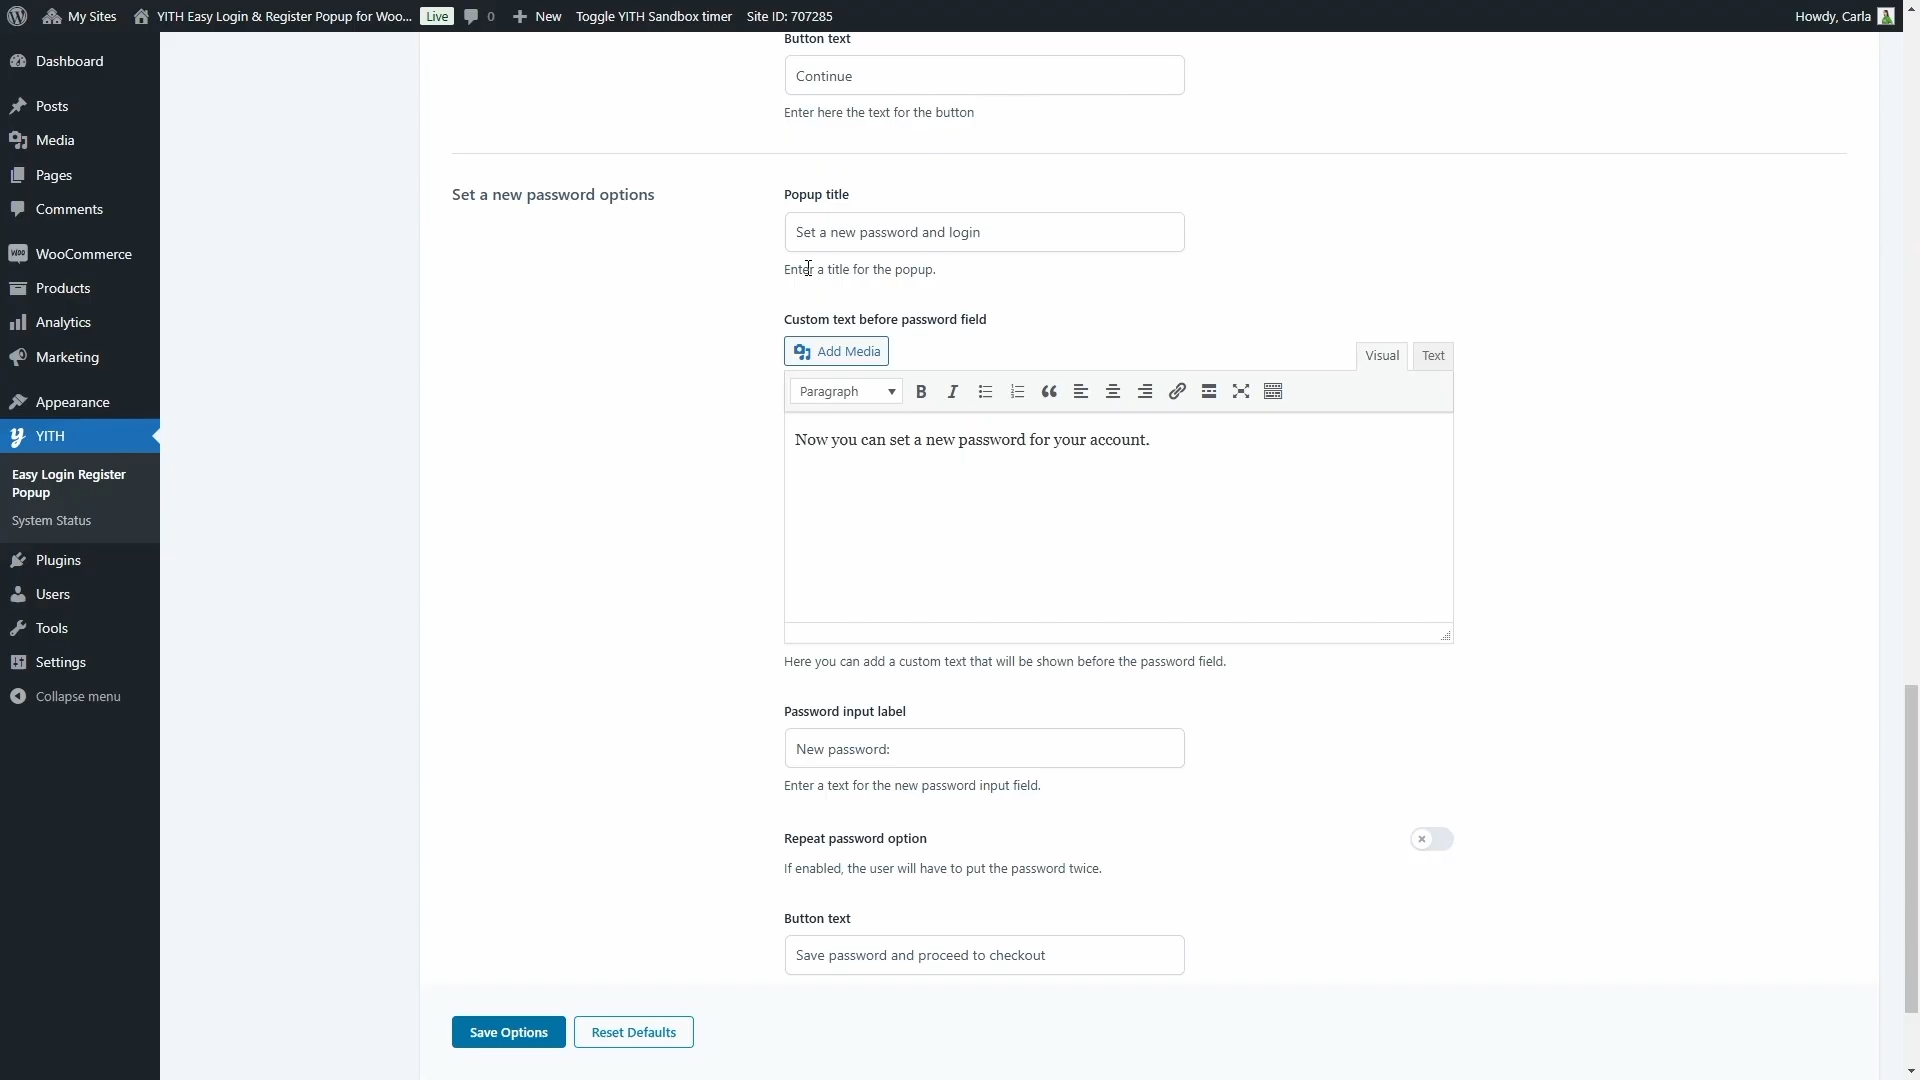 My Sites
YITH Easy Login & Register Popup for Woo...
Live
0
New
Toggle YITH Sandbox timer
Site ID: 707285
Howdy, Carla
Dashboard
Posts
Media
Pages
Comments
WooCommerce
Products
Analytics
Marketing
Appearance
YITH
Easy Login Register
Popup
System Status
Plugins
Users
Tools
Settings
Collapse menu
Button text
Continue
Enter here the text for the button
Set a new password options
Popup title
Set a new password and login
Enter a title for the popup.
Custom text before password field
Add Media
Visual
Text
Paragraph
B
I
Now you can set a new password for your account.
Here you can add a custom text that will be shown before the password field.
Password input label
New password:
Enter a text for the new password input field.
Repeat password option
If enabled, the user will have to put the password twice.
Button text
Save password and proceed to checkout
Save Options
Reset Defaults